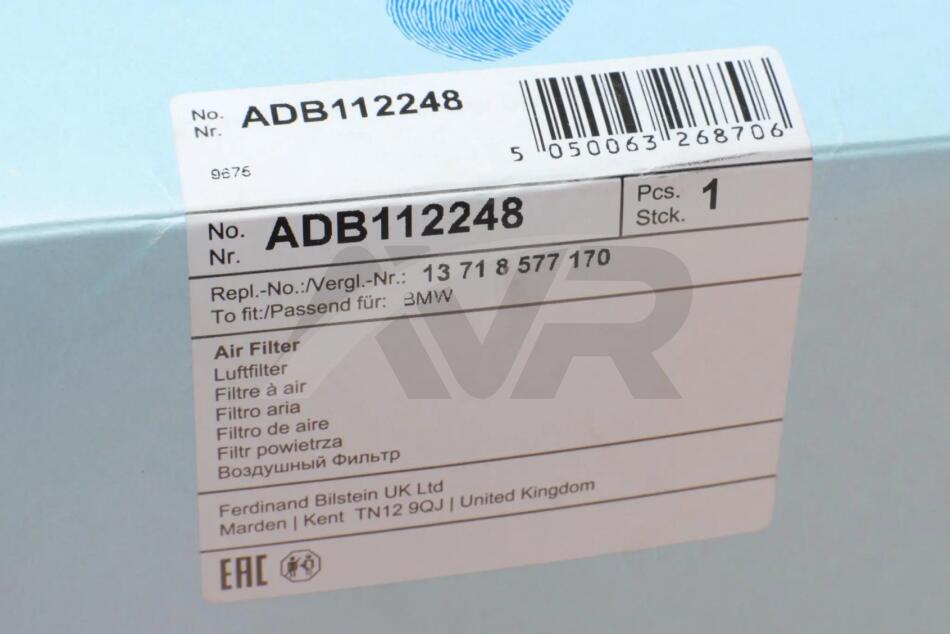 No.
Nr. ADB112248
5 050063 268706
9675
No.
Nr. ADB112248
Pcs.
Stck. 1
Repl.-No.:/Vergl.-Nr.: 13 71 8 577 170
To fit:/Passend für: BMW
Air Filter
Luftfilter
Filtre à air
Filtro aria
Filtro de aire
Filtr powietrza
Воздушный Фильтр
Ferdinand Bilstein UK Ltd
Marden | Kent TN12 9QJ | United Kingdom
EAC
AVR